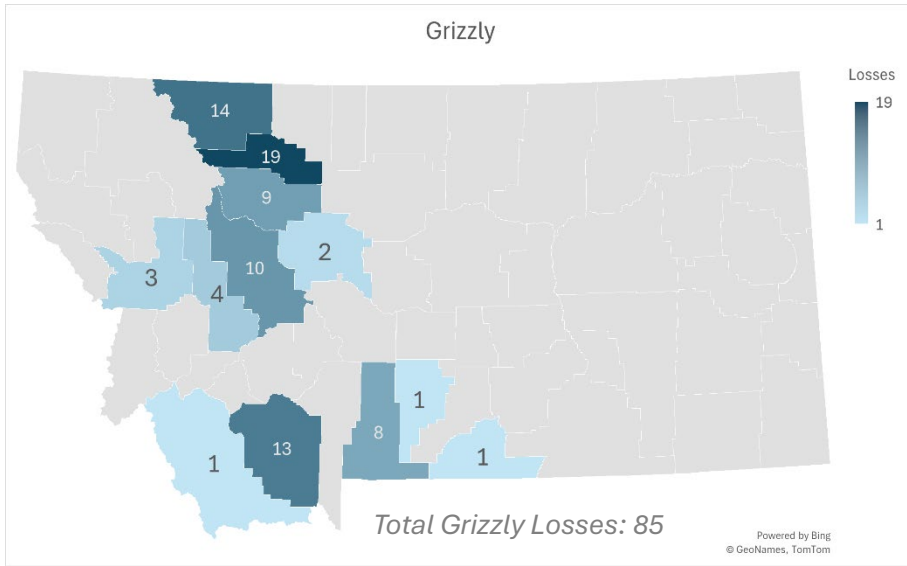 Grizzly
Losses
19
1
14
19
9
2
10
3
4
1
8
1
13
1
Total Grizzly Losses: 85
Powered by Bing
© GeoNames, TomTom